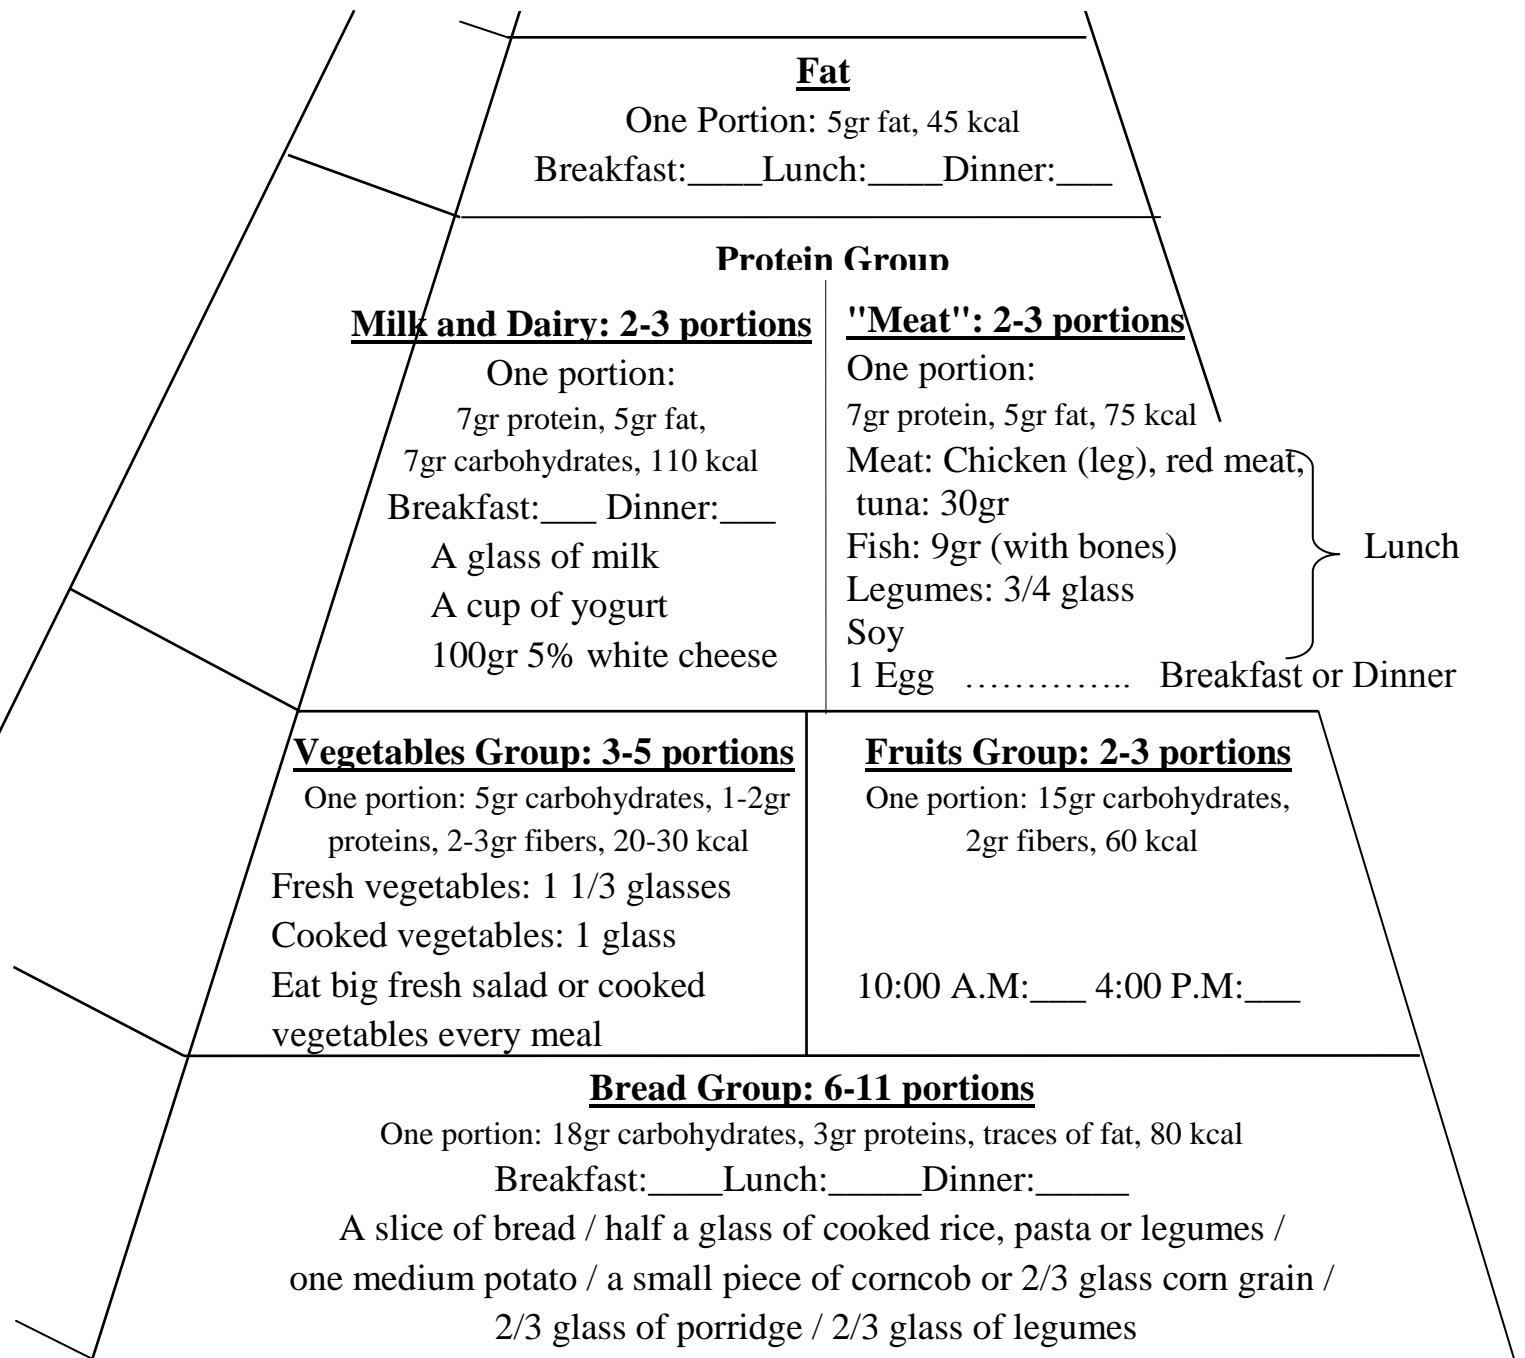 Fat
One Portion: 5gr fat, 45 kcal
Breakfast:____Lunch:____Dinner:___
Protein Group
Milk and Dairy: 2-3 portions
One portion:
7gr protein, 5gr fat,
7gr carbohydrates, 110 kcal
Breakfast:___ Dinner:___
A glass of milk
A cup of yogurt
100gr 5% white cheese
"Meat": 2-3 portions
One portion:
7gr protein, 5gr fat, 75 kcal
Meat: Chicken (leg), red meat,
tuna: 30gr
Fish: 9gr (with bones)
Legumes: 3/4 glass
Soy
Lunch
1 Egg ………….. Breakfast or Dinner
Vegetables Group: 3-5 portions
One portion: 5gr carbohydrates, 1-2gr
proteins, 2-3gr fibers, 20-30 kcal
Fresh vegetables: 1 1/3 glasses
Cooked vegetables: 1 glass
Eat big fresh salad or cooked
vegetables every meal
Fruits Group: 2-3 portions
One portion: 15gr carbohydrates,
2gr fibers, 60 kcal
10:00 A.M:___ 4:00 P.M:___
Bread Group: 6-11 portions
One portion: 18gr carbohydrates, 3gr proteins, traces of fat, 80 kcal
Breakfast:____Lunch:_____Dinner:_____
A slice of bread / half a glass of cooked rice, pasta or legumes /
one medium potato / a small piece of corncob or 2/3 glass corn grain /
2/3 glass of porridge / 2/3 glass of legumes